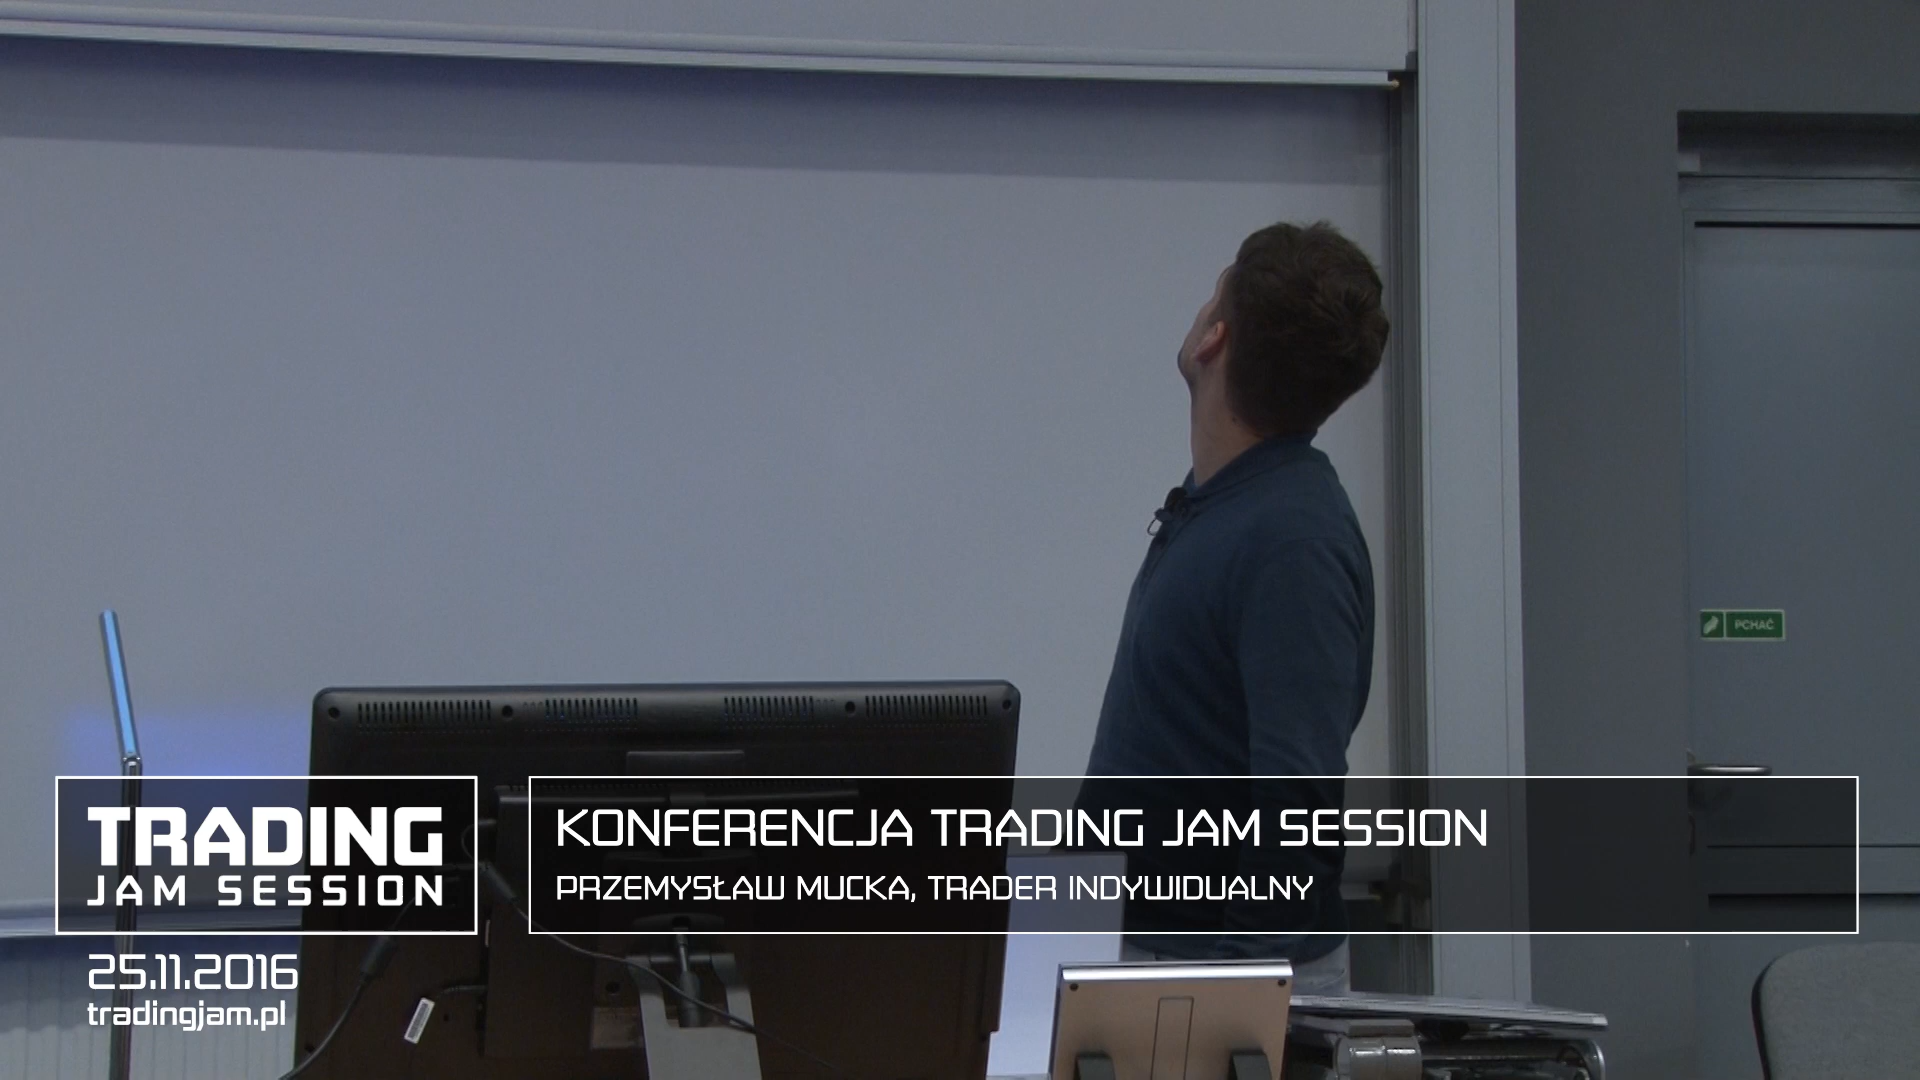 PCHAĆ
TRADING
JAM SESSION
KONFERENCJA TRADING JAM SESSION
PRZEMYSŁAW MUCKA, TRADER INDYWIDUALNY
25.11.2016
tradingjam.pl